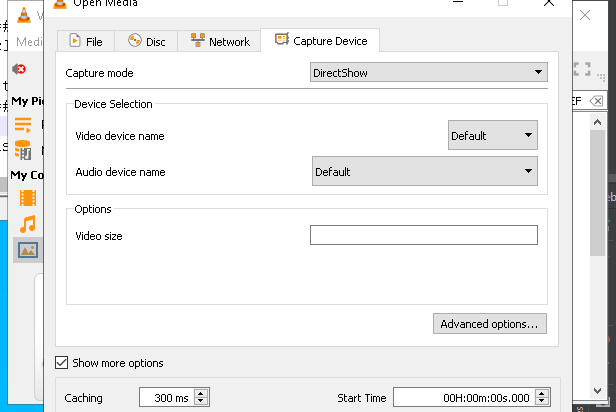 Open Media
Medi
File
Disc
Network
Capture Device
Capture mode
DirectShow
My Pi
Device Selection
Video device name
Default
Audio device name
Default
My Co
Options
Video size
Advanced options...
Show more options
Caching
300 ms
Start Time
00H:00m:00s.000